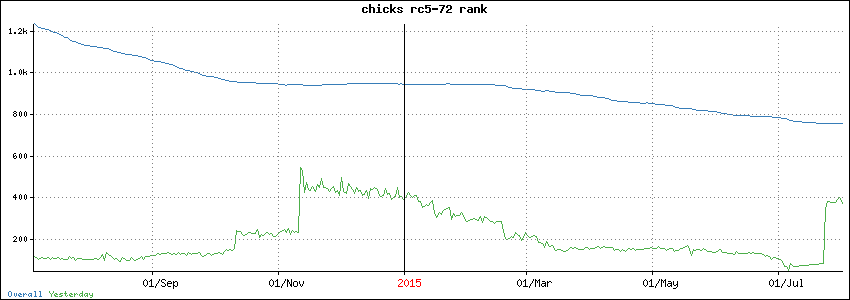 chicks rc5-72 rank
1.2k
1.0k
800
600
400
200
01/Sep 01/Nov 2015 01/Mar 01/May 01/Jul
Overall Yesterday